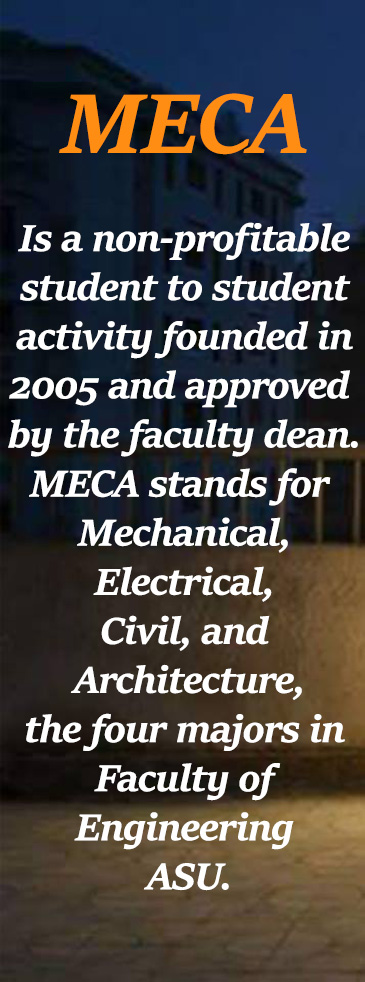 MECA
Is a non-profitable
student to student
activity founded in
2005 and approved
by the faculty dean.
MECA stands for
Mechanical,
Electrical,
Civil, and
Architecture,
the four majors in
Faculty of
Engineering
ASU.